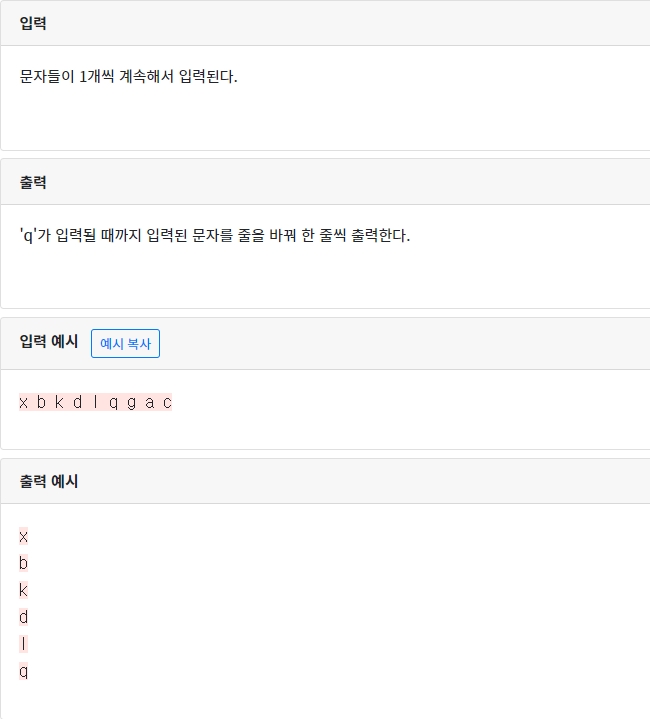 입력
문자들이 1개씩 계속해서 입력된다.
출력
'q'가 입력될 때까지 입력된 문자를 줄을 바꿔 한 줄씩 출력한다.
입력 예시 예시 복사
x b k d l q g a c
출력 예시
x
b
k
d
l
q